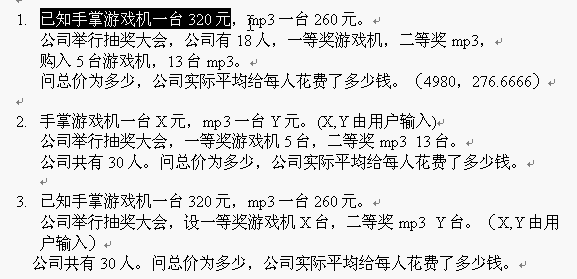 1. 已知手掌游戏机一台 320 元，mp3 一台 260 元。
公司举行抽奖大会，公司有 18 人，一等奖游戏机，二等奖 mp3，
购入 5 台游戏机，13 台 mp3。
问总价为多少，公司实际平均给每人花费了多少钱。（4980，276.6666）
2. 手掌游戏机一台 X 元，mp3 一台 Y 元。(X,Y 由用户输入)
公司举行抽奖大会，一等奖游戏机 5 台，二等奖 mp3 13 台。
公司共有 30 人。问总价为多少，公司实际平均给每人花费了多少钱。
3. 已知手掌游戏机一台 320 元，mp3 一台 260 元。
公司举行抽奖大会，设一等奖游戏机 X 台，二等奖 mp3 Y 台。（X,Y 由用
户输入）
公司共有 30 人。问总价为多少，公司实际平均给每人花费了多少钱。